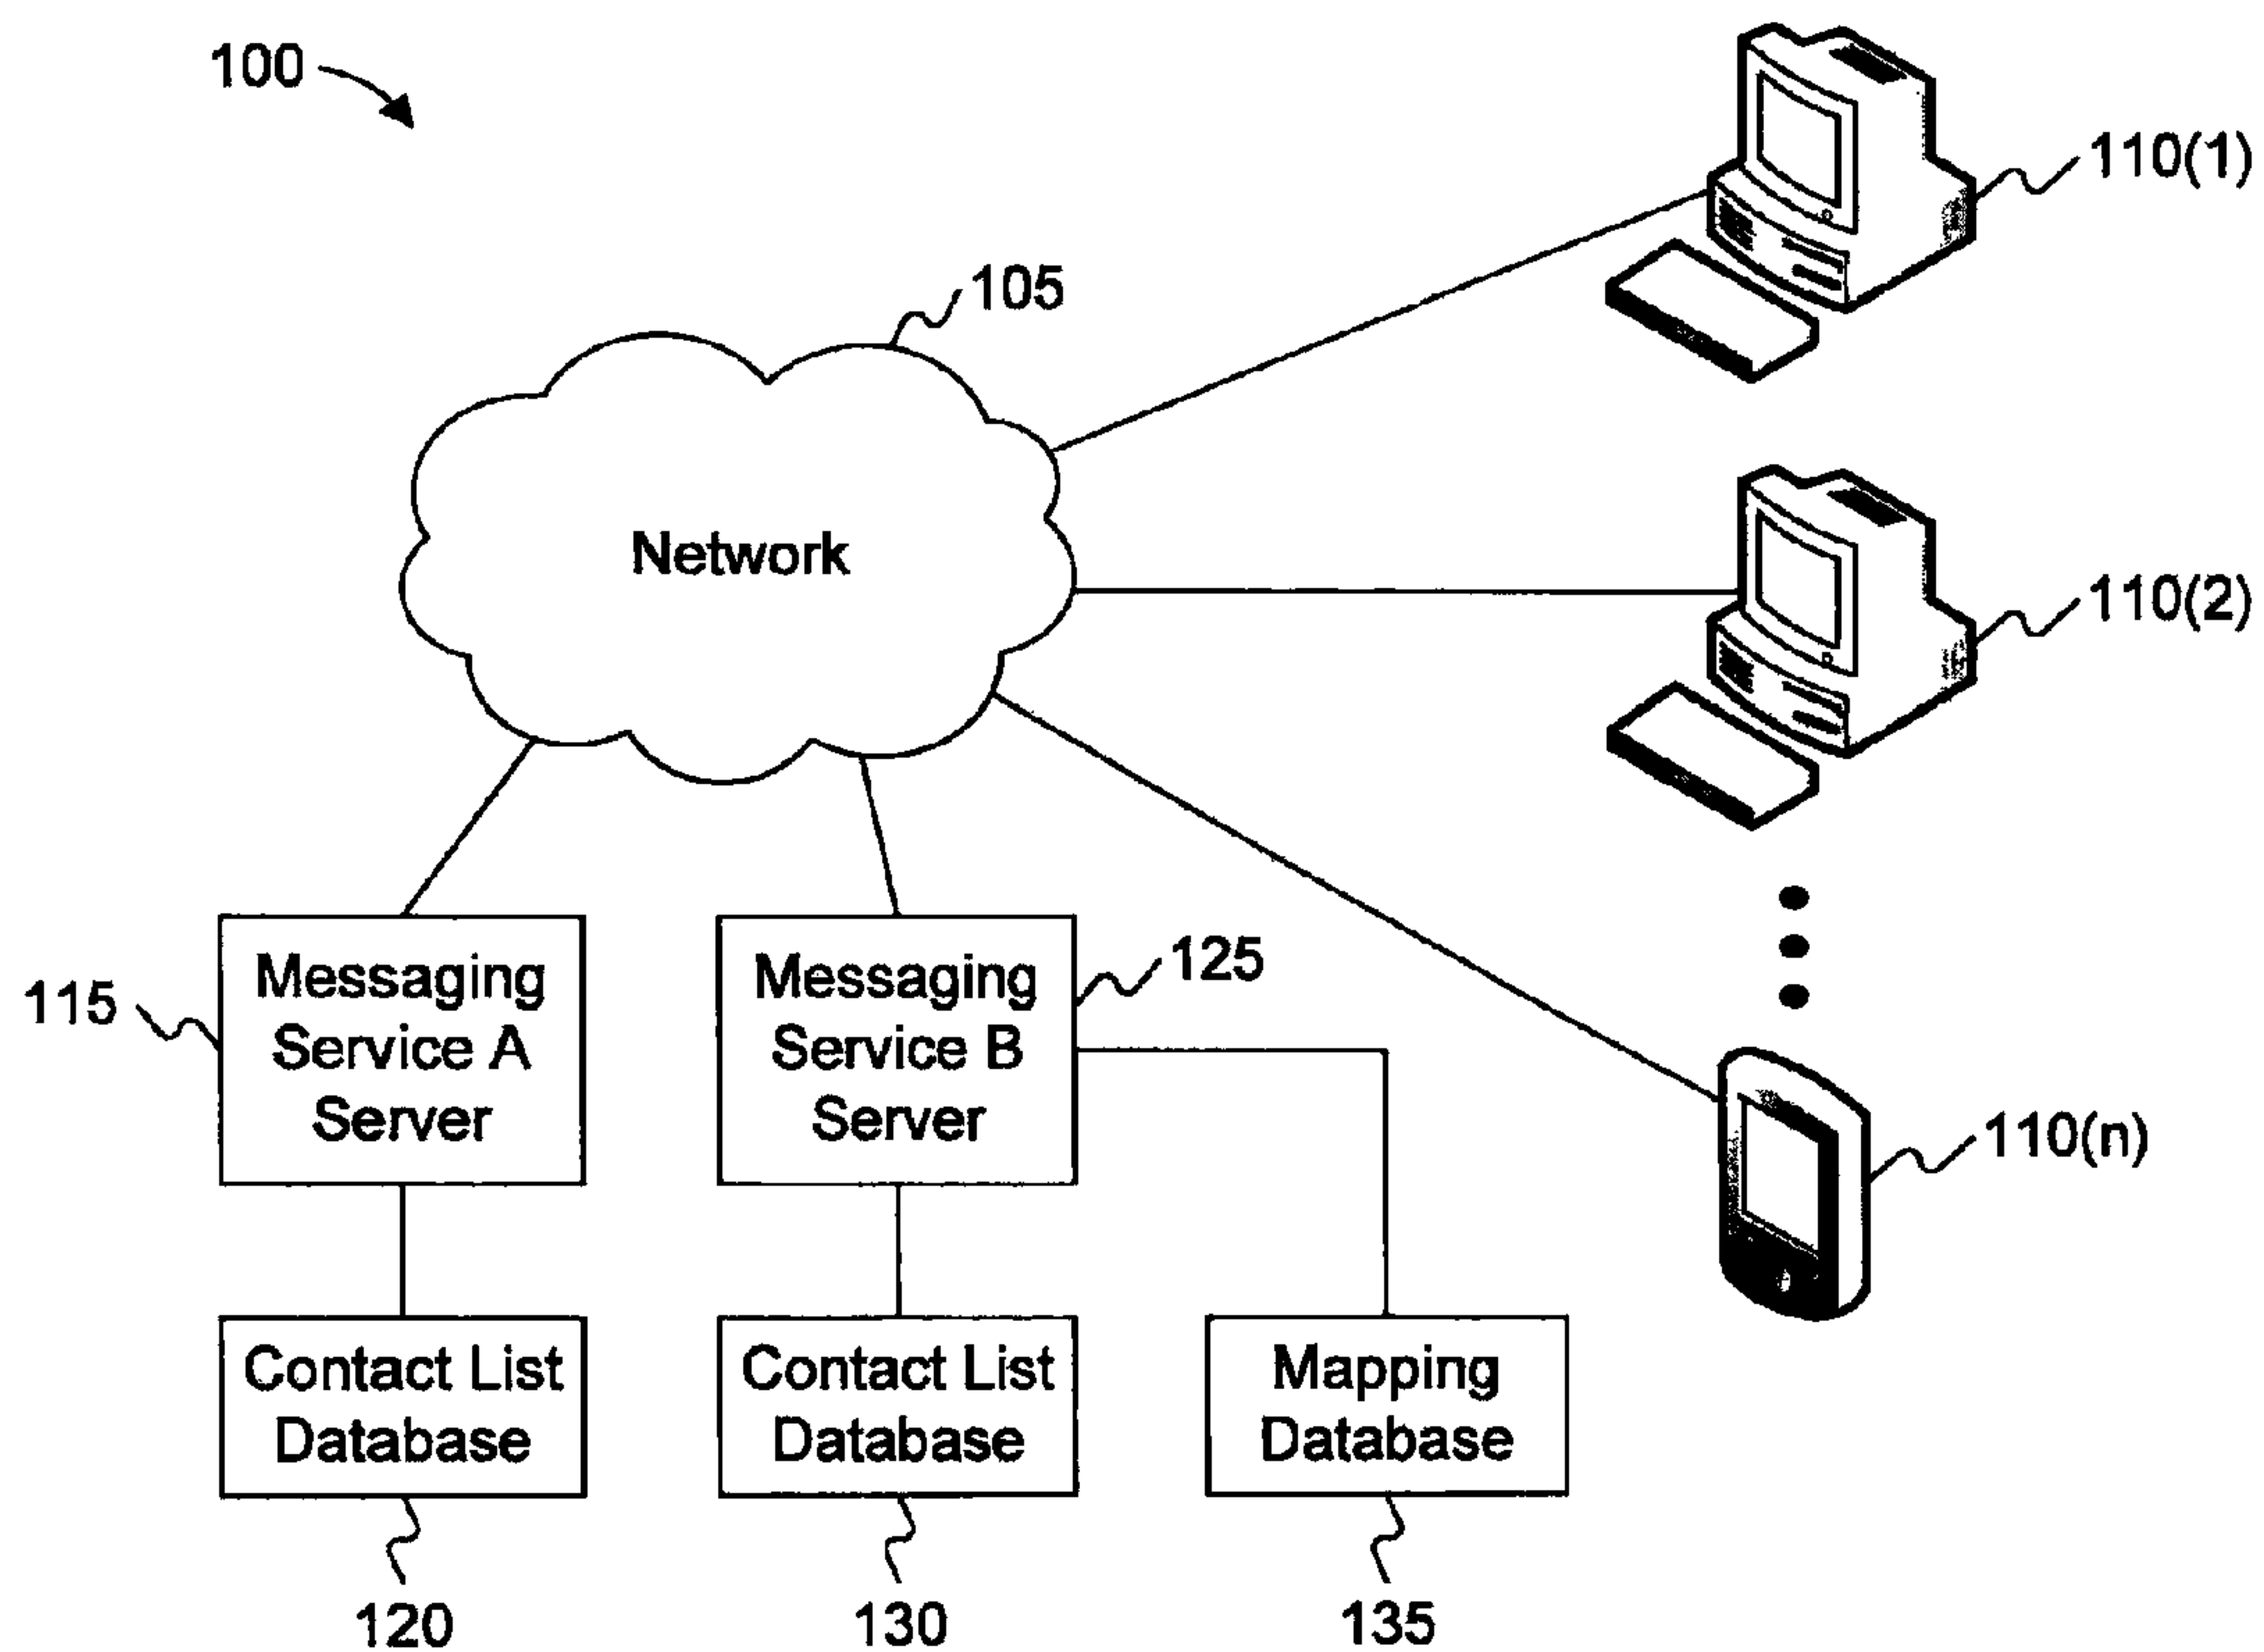 100
110(1)
105
Network
110(2)
Messaging
Service A
Server
115
Messaging
Service B
Server
125
110(n)
Contact List
Database
Contact List
Database
Mapping
Database
120
130
135